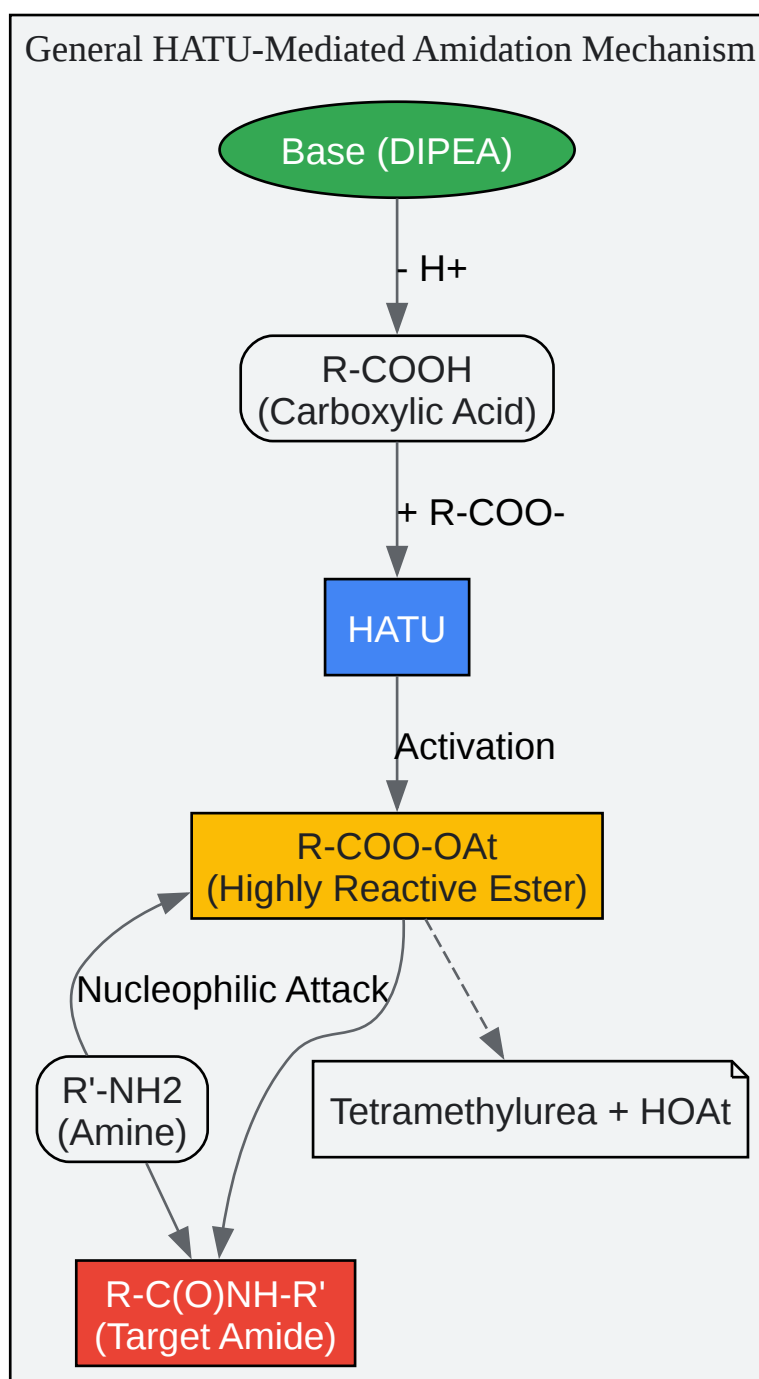 General HATU-Mediated Amidation Mechanism
Base (DIPEA)
- H+
R-COOH
(Carboxylic Acid)
+ R-COO-
HATU
Activation
R-COO-OAt
(Highly Reactive Ester)
Nucleophilic Attack
R'-NH2
(Amine)
Tetramethylurea + HOAt
R-C(O)NH-R'
(Target Amide)